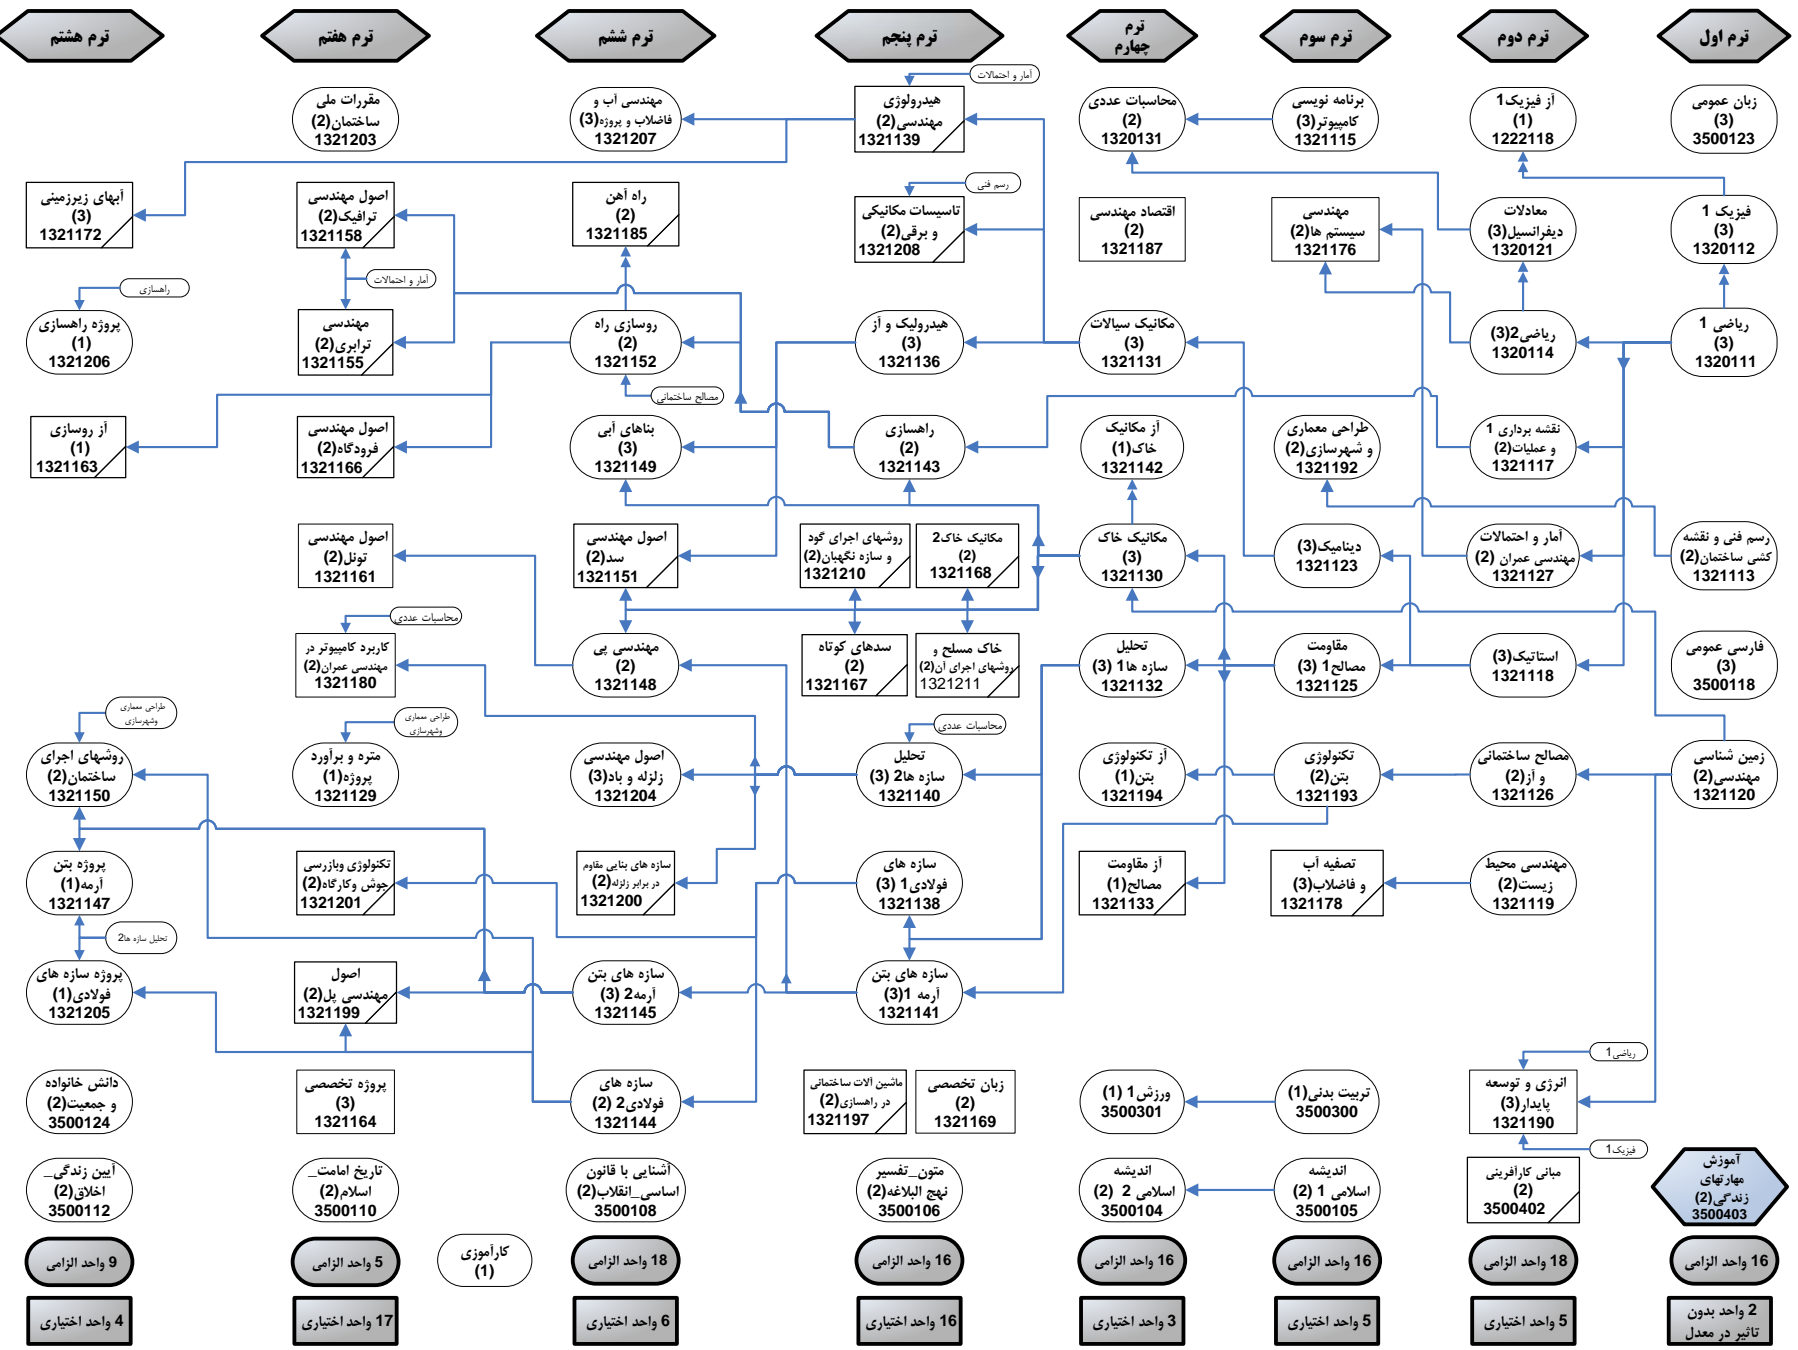 ترم اول
ترم دوم
ترم سوم
ترم
چهارم
ترم پنجم
ترم ششم
ترم هفتم
ترم هشتم
زبان عمومی
(3)
3500123
فیزیک 1
(3)
1320112
ریاضی 1
(3)
1320111
رسم فنی و نقشه
کشی ساختمان(2)
1321113
فارسی عمومی
(3)
3500118
زمین شناسی
مهندسی(2)
1321120
آموزش
مهارتهای
زندگی(2)
3500403
16 واحد الزامی
2 واحد بدون
تاثیر در معدل
آز فیزیک1
(1)
1222118
معادلات
دیفرانسیل(3)
1320121
ریاضی2(3)
1320114
نقشه برداری 1
و عملیات(2)
1321117
آمار و احتمالات
مهندسی عمران (2)
1321127
استاتیک(3)
1321118
مصالح ساختمانی
و آز(2)
1321126
مهندسی محیط
زیست(2)
1321119
ریاضی1
انرژی و توسعه
پایدار(3)
1321190
فیزیک1
مبانی کارآفرینی
(2)
3500402
18 واحد الزامی
5 واحد اختیاری
برنامه نویسی
کامپیوتر(3)
1321115
مهندسی
سیستم ها(2)
1321176
طراحی معماری
و شهرسازی(2)
1321192
دینامیک(3)
1321123
مقاومت
مصالح1 (3)
1321125
تکنولوژی
بتن(2)
1321193
تصفیه آب
و فاضلاب(3)
1321178
تربیت بدنی(1)
3500300
اندیشه
اسلامی 1 (2)
3500105
16 واحد الزامی
5 واحد اختیاری
محاسبات عددی
(2)
1320131
اقتصاد مهندسی
(2)
1321187
مکانیک سیالات
(3)
1321131
آز مکانیک
خاک(1)
1321142
مکانیک خاک
(3)
1321130
تحلیل
سازه ها1 (3)
1321132
آز تکنولوژی
بتن(1)
1321194
آز مقاومت
مصالح(1)
1321133
ورزش1 (1)
3500301
اندیشه
اسلامی 2 (2)
3500104
16 واحد الزامی
3 واحد اختیاری
آمار و احتمالات
هیدرولوژی
مهندسی(2)
1321139
رسم فنی
تاسیسات مکانیکی
و برقی(2)
1321208
هیدرولیک و آز
(3)
1321136
راهسازی
(2)
1321143
مکانیک خاک2
(2)
1321168
روشهای اجرای گود
و سازه نگهبان(2)
1321210
خاک مسلح و
روشهای اجرای آن(2)
1321211
سدهای کوتاه
(2)
1321167
محاسبات عددی
تحلیل
سازه ها2 (3)
1321140
سازه های
فولادی1 (3)
1321138
سازه های بتن
آرمه 1(3)
1321141
زبان تخصصی
(2)
1321169
ماشین آلات ساختمانی
در راهسازی(2)
1321197
متون_تفسیر
نهج البلاغه(2)
3500106
16 واحد الزامی
16 واحد اختیاری
مهندسی آب و
فاضلاب و پروژه(3)
1321207
راه آهن
(2)
1321185
روسازی راه
(2)
1321152
مصالح ساختمانی
بناهای آبی
(3)
1321149
اصول مهندسی
سد(2)
1321151
مهندسی پی
(2)
1321148
اصول مهندسی
زلزله و باد(3)
1321204
سازه های بنایی مقاوم
در برابر زلزله(2)
1321200
سازه های بتن
آرمه2 (3)
1321145
سازه های
فولادی2 (2)
1321144
آشنایی با قانون
اساسی_انقلاب(2)
3500108
18 واحد الزامی
6 واحد اختیاری
کارآموزی
(1)
مقررات ملی
ساختمان(2)
1321203
اصول مهندسی
ترافیک(2)
1321158
آمار و احتمالات
مهندسی
ترابری(2)
1321155
اصول مهندسی
فرودگاه(2)
1321166
اصول مهندسی
تونل(2)
1321161
محاسبات عددی
کاربرد کامپیوتر در
مهندسی عمران(2)
1321180
طراحی معماری
وشهرسازی
متره و برآورد
پروژه(1)
1321129
تکنولوژی وبازرسی
جوش وکارگاه(2)
1321201
اصول
مهندسی پل(2)
1321199
پروژه تخصصی
(3)
1321164
تاریخ امامت_
اسلام(2)
3500110
5 واحد الزامی
17 واحد اختیاری
آبهای زیرزمینی
(3)
1321172
راهسازی
پروژه راهسازی
(1)
1321206
آز روسازی
(1)
1321163
طراحی معماری
وشهرسازی
روشهای اجرای
ساختمان(2)
1321150
پروژه بتن
آرمه(1)
1321147
تحلیل سازه ها2
پروژه سازه های
فولادی(1)
1321205
دانش خانواده
و جمعیت(2)
3500124
آیین زندگی_
اخلاق(2)
3500112
9 واحد الزامی
4 واحد اختیاری